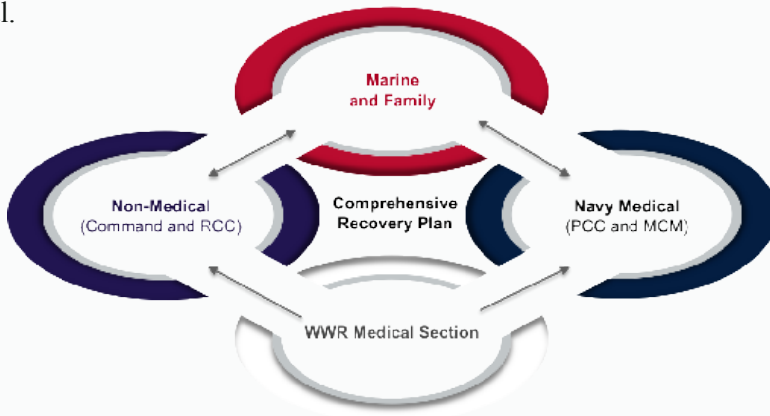 l.
Marine
and Family
Non-Medical
(Command and RCC)
Comprehensive
Recovery Plan
Navy Medical
(PCC and MCM)
WWR Medical Section